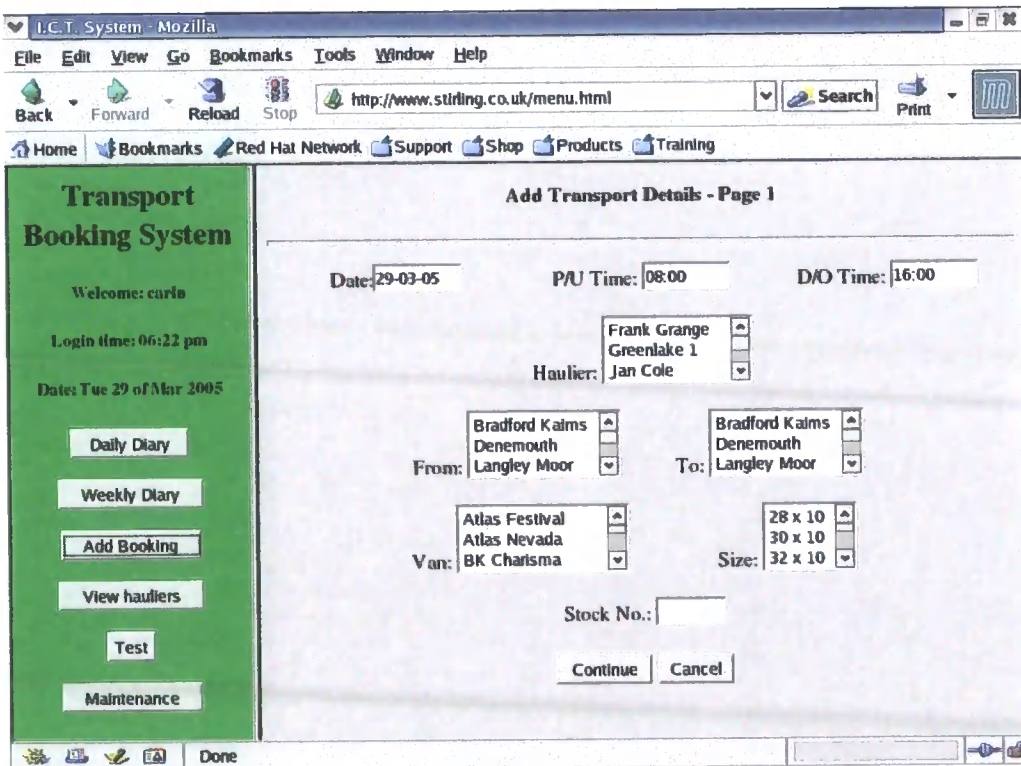 I.C.T. System - Mozilla
File Edit View Go Bookmarks Tools Window Help
Back Forward Reload Stop http://www.stirling.co.uk/menu.html Search Print
Home Bookmarks Red Hat Network Support Shop Products Training
Transport
Booking System
Welcome: carin
Login time: 06:22 pm
Date: Tue 29 of Mar 2005
Daily Diary
Weekly Diary
Add Booking
View hauliers
Test
Maintenance
Add Transport Details - Page 1
Date: 29-03-05 P/U Time: 08:00 D/O Time: 16:00
Frank Grange
Greenlake 1
Haulier: Jan Cole
Bradford Kalms Bradford Kalms
Denemouth Denemouth
From: Langley Moor To: Langley Moor
Atlas Festival 28 x 10
Atlas Nevada 30 x 10
Van: BK Charisma Size: 32 x 10
Stock No.:
Continue Cancel
Done